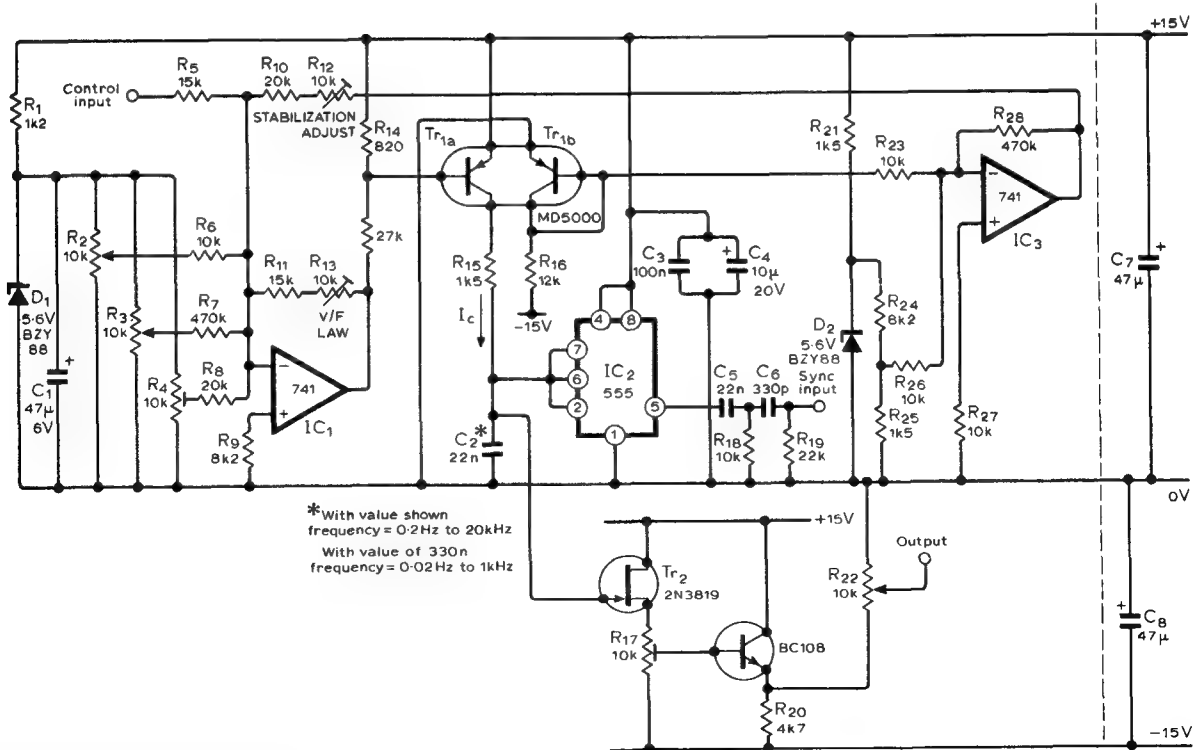 +15V
Control
input
R5
15k
R10
20k
R12
10k
STABILIZATION
ADJUST
R1
1k2
R14
820
Tr1a
Tr1b
MD5000
R21
1k5
R23
10k
R28
470k
741
−
+
IC3
R2
10k
R6
10k
27k
R11
15k
R13
10k
V/F
LAW
R15
1k5
R16
12k
Ic
−15V
C3
100n
C4
10μ
20V
+
C7
47μ
+
D1
5·6V
BZY
88
R3
10k
R7
470k
R4
10k
R8
20k
741
−
+
IC1
C1
47μ
6V
+
R9
8k2
4
8
7
6
2
5
1
IC2
555
D2
5·6V
BZY88
R24
8k2
R26
10k
R25
1k5
R27
10k
Sync
input
C5
22n
C6
330p
R18
10k
R19
22k
*
C2
22n
0V
*With value shown
frequency = 0·2Hz to 20kHz
With value of 330n
frequency = 0·02Hz to 1kHz
+15V
Tr2
2N3819
R17
10k
BC108
R20
4k7
R22
10k
Output
C8
47μ
+
−15V